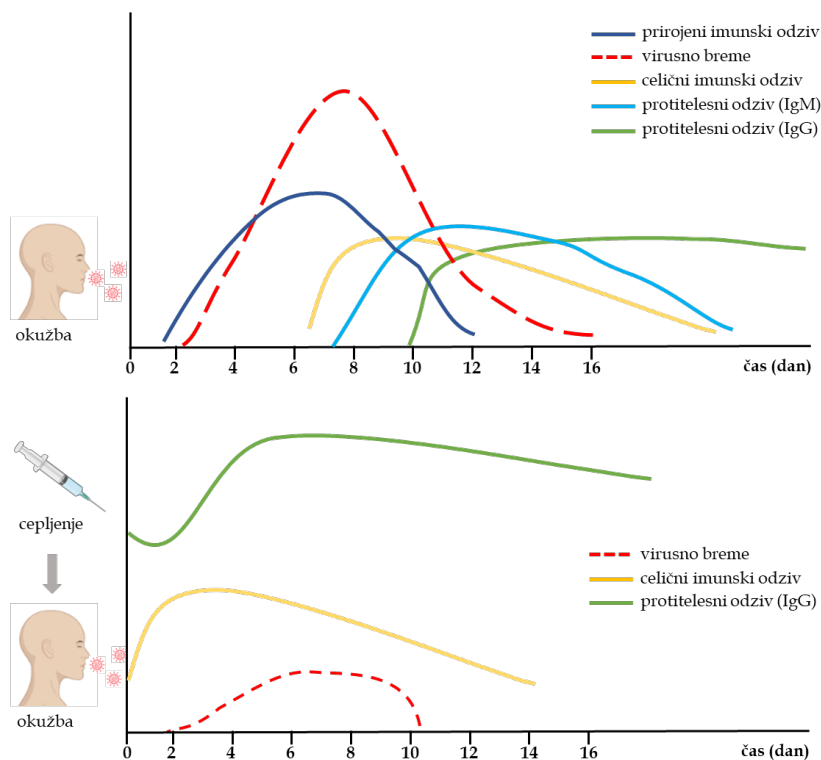 prirojeni imunski odziv
virusno breme
celični imunski odziv
protitelesni odziv (IgM)
protitelesni odziv (IgG)
okužba
0 2 4 6 8 10 12 14 16 čas (dan)
cepljenje
virusno breme
celični imunski odziv
protitelesni odziv (IgG)
okužba
0 2 4 6 8 10 12 14 16 čas (dan)